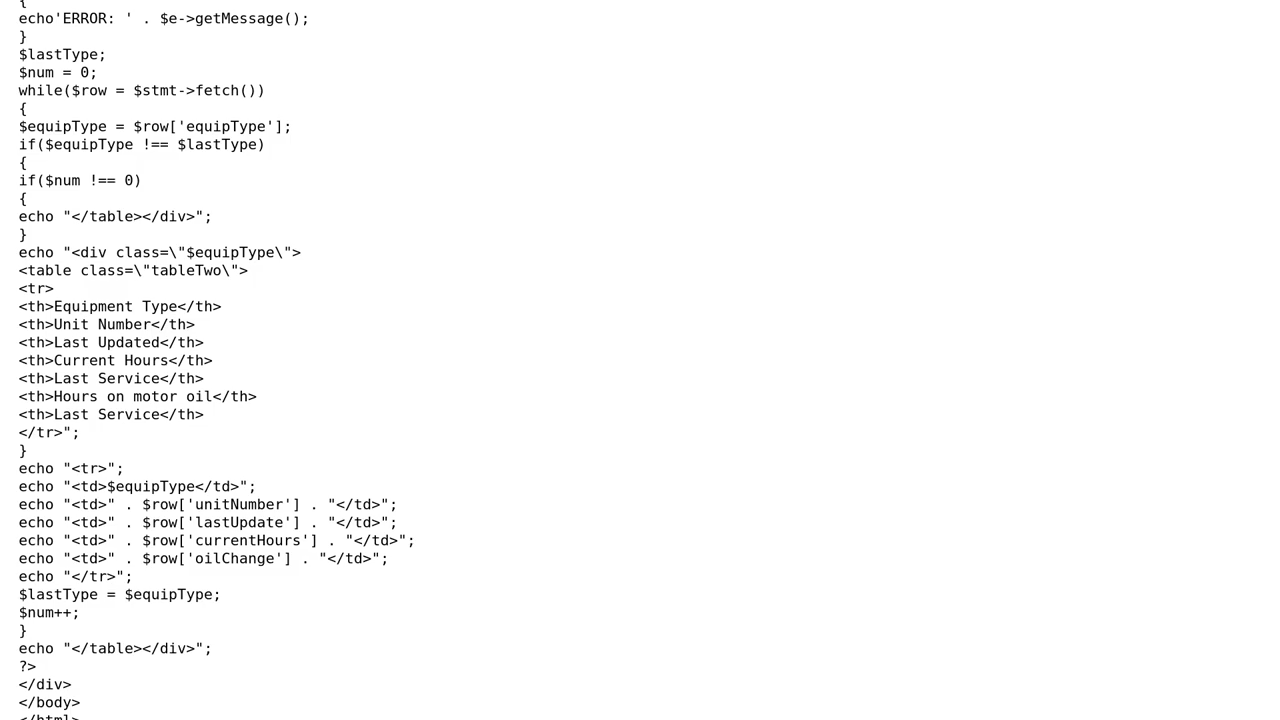 {
echo'ERROR: ' . $e->getMessage();
}
$lastType;
$num = 0;
while($row = $stmt->fetch())
{
$equipType = $row['equipType'];
if($equipType !== $lastType)
{
if($num !== 0)
{
echo "</table></div>";
}
echo "<div class=\"$equipType\">
<table class=\"tableTwo\">
<tr>
<th>Equipment Type</th>
<th>Unit Number</th>
<th>Last Updated</th>
<th>Current Hours</th>
<th>Last Service</th>
<th>Hours on motor oil</th>
<th>Last Service</th>
</tr>";
}
echo "<tr>";
echo "<td>$equipType</td>";
echo "<td>" . $row['unitNumber'] . "</td>";
echo "<td>" . $row['lastUpdate'] . "</td>";
echo "<td>" . $row['currentHours'] . "</td>";
echo "<td>" . $row['oilChange'] . "</td>";
echo "</tr>";
$lastType = $equipType;
$num++;
}
echo "</table></div>";
?>
</div>
</body>
</html>